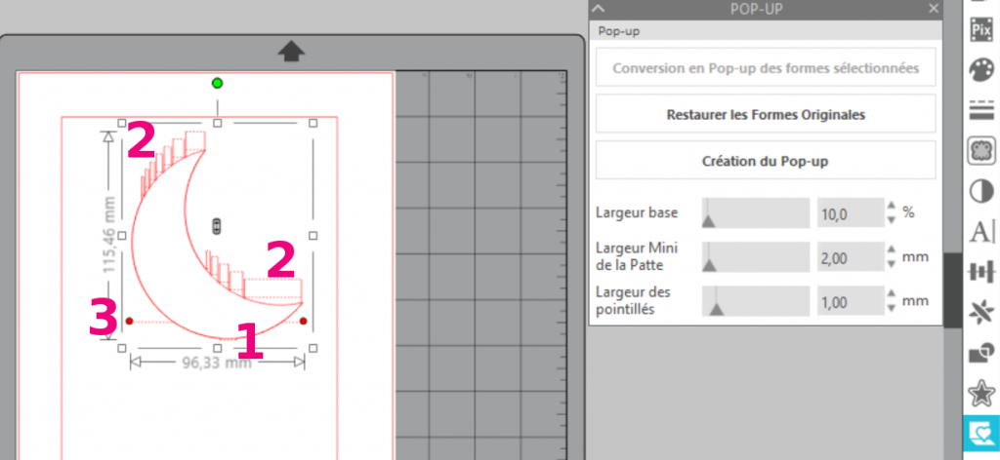 POP-UP
Pop-up
Conversion en Pop-up des formes sélectionnées
Restaurer les Formes Originales
Création du Pop-up
Largeur base
10,0
%
Largeur Mini
de la Patte
2,00
mm
Largeur des
pointillés
1,00
mm
Pix
A
2
2
3
1
115,46 mm
96,33 mm